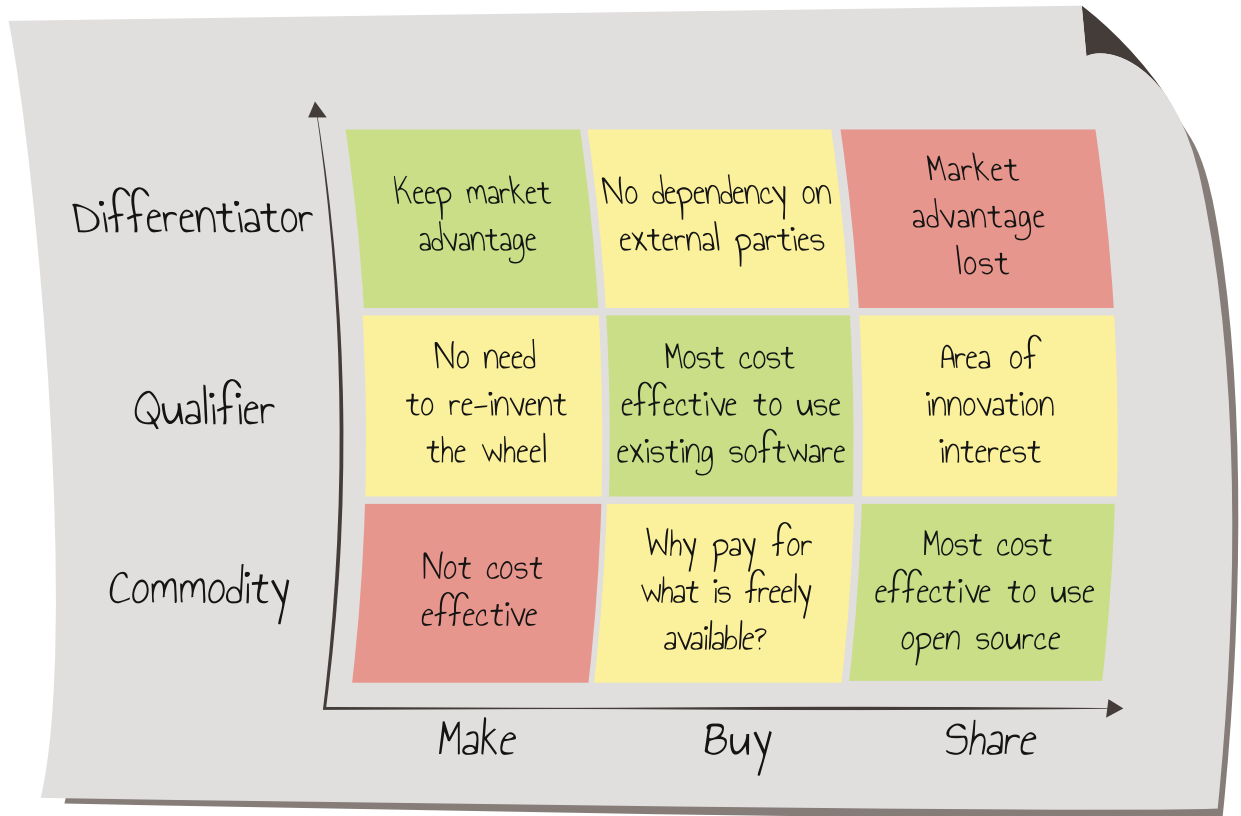 Differentiator
Keep market
advantage
No dependency on
external parties
Market
advantage
lost
Qualifier
No need
to re-invent
the wheel
Most cost
effective to use
existing software
Area of
innovation
interest
Commodity
Not cost
effective
Why pay for
what is freely
available?
Most cost
effective to use
open source
Make
Buy
Share